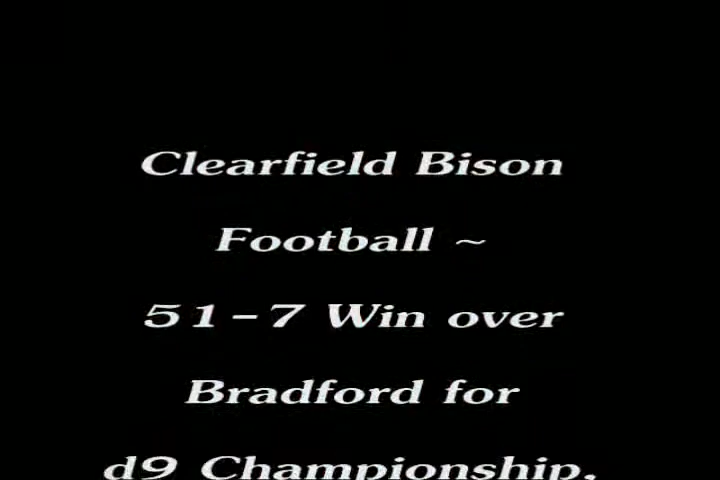 Clearfield Bison
Football ~
51-7 Win over
Bradford for
d9 Championship,